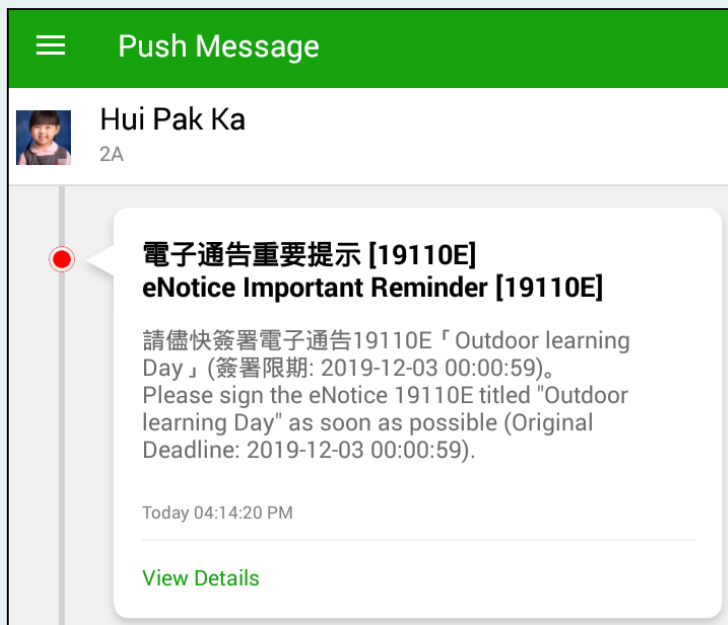 Push Message
Hui Pak Ka
2A
電子通告重要提示 [19110E]
eNotice Important Reminder [19110E]
請儘快簽署電子通告19110E「Outdoor learning
Day」(簽署限期: 2019-12-03 00:00:59)。
Please sign the eNotice 19110E titled "Outdoor
learning Day" as soon as possible (Original
Deadline: 2019-12-03 00:00:59).
Today 04:14:20 PM
View Details